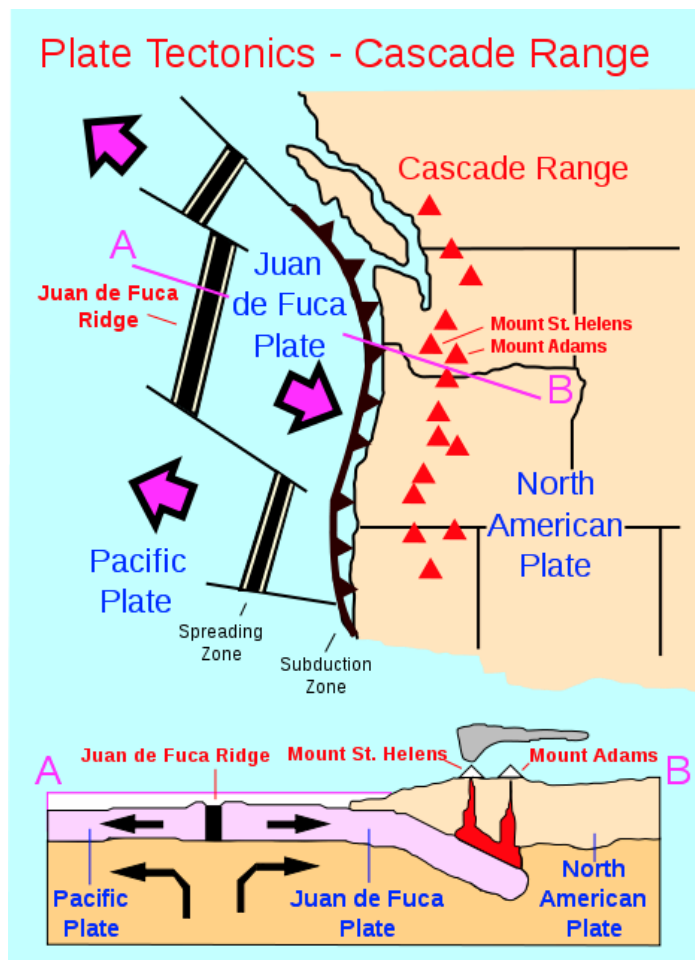 Plate Tectonics - Cascade Range
Cascade Range
A
Juan
de Fuca
Plate
Juan de Fuca
Ridge
Mount St. Helens
Mount Adams
B
North
American
Plate
Pacific
Plate
Spreading
Zone
Subduction
Zone
Juan de Fuca Ridge
Mount St. Helens
Mount Adams
A
B
Pacific
Plate
Juan de Fuca
Plate
North
American
Plate